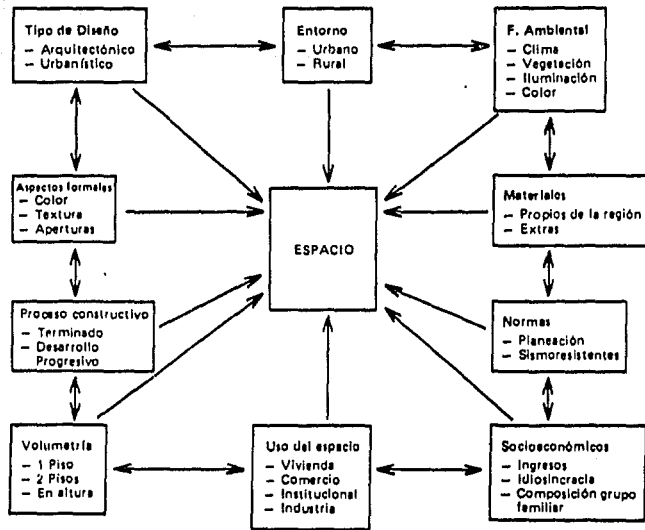 Tipo de Diseño
– Arquitectónico
– Urbanístico
Entorno
– Urbano
– Rural
F. Ambiental
– Clima
– Vegetación
– Iluminación
– Color
Aspectos formales
– Color
– Textura
– Aperturas
ESPACIO
Materiales
– Propios de la región
– Extras
Proceso constructivo
– Terminado
– Desarrollo
Progresivo
Normas
– Planeación
– Sismoresistentes
Volumetría
– 1 Piso
– 2 Pisos
– En altura
Uso del espacio
– Vivienda
– Comercio
– Institucional
– Industria
Socioeconómicos
– Ingresos
– Idiosincracia
– Composición grupo
familiar